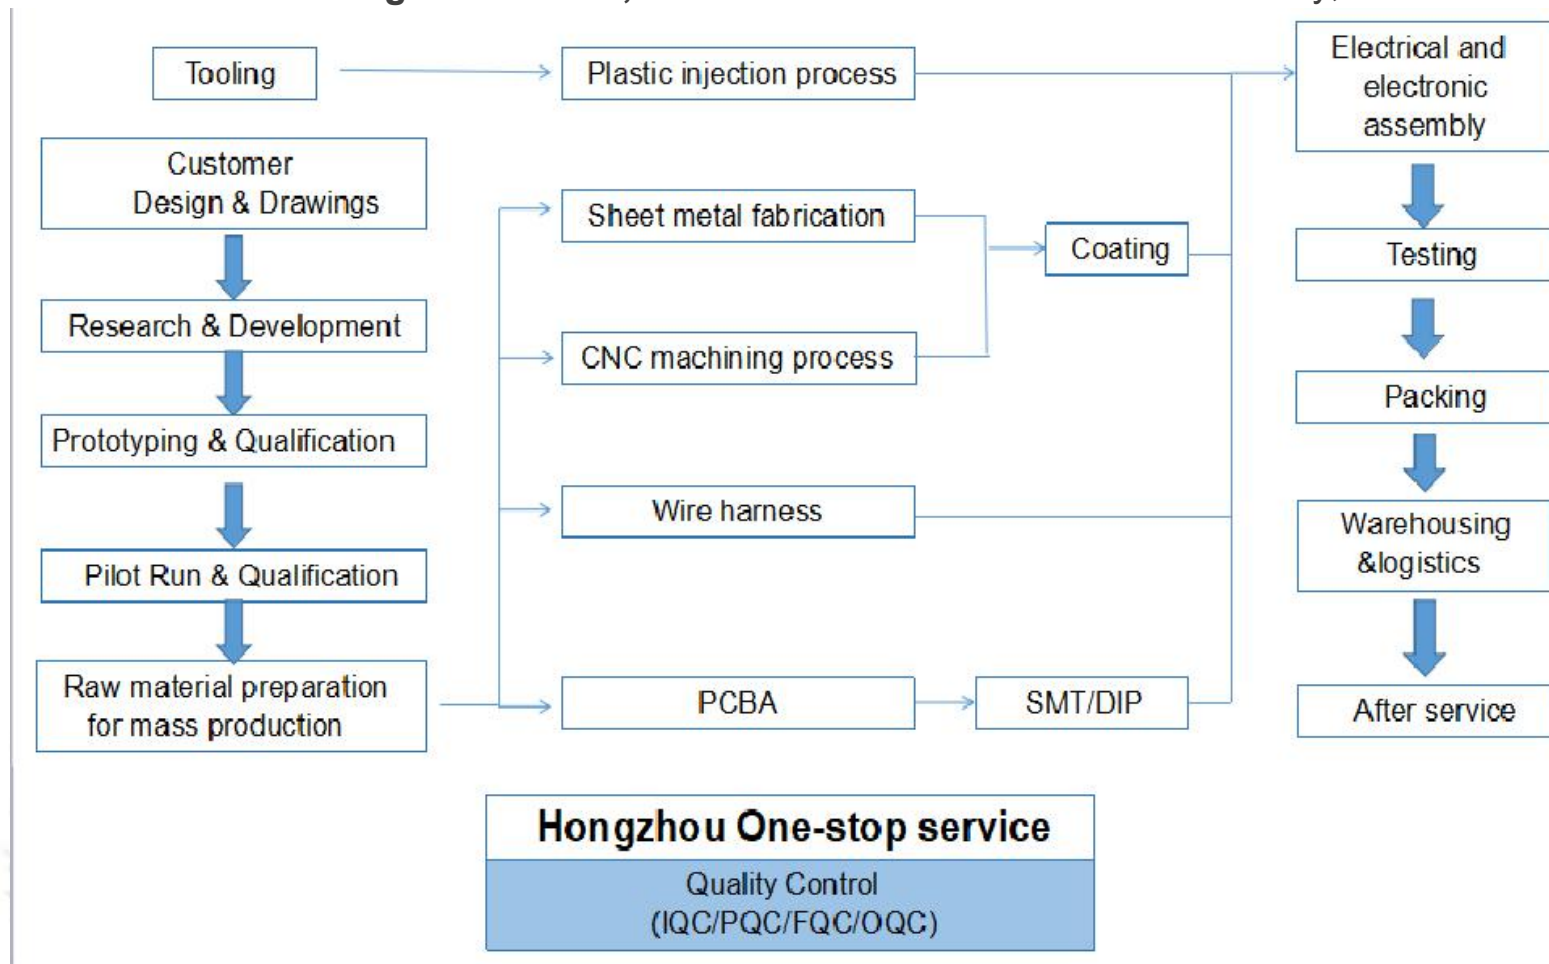 Tooling
Plastic injection process
Electrical and
electronic
assembly
Customer
Design & Drawings
Sheet metal fabrication
Coating
Testing
Research & Development
CNC machining process
Packing
Prototyping & Qualification
Wire harness
Warehousing
&logistics
Pilot Run & Qualification
Raw material preparation
for mass production
PCBA
SMT/DIP
After service
Hongzhou One-stop service
Quality Control
(IQC/PQC/FQC/OQC)